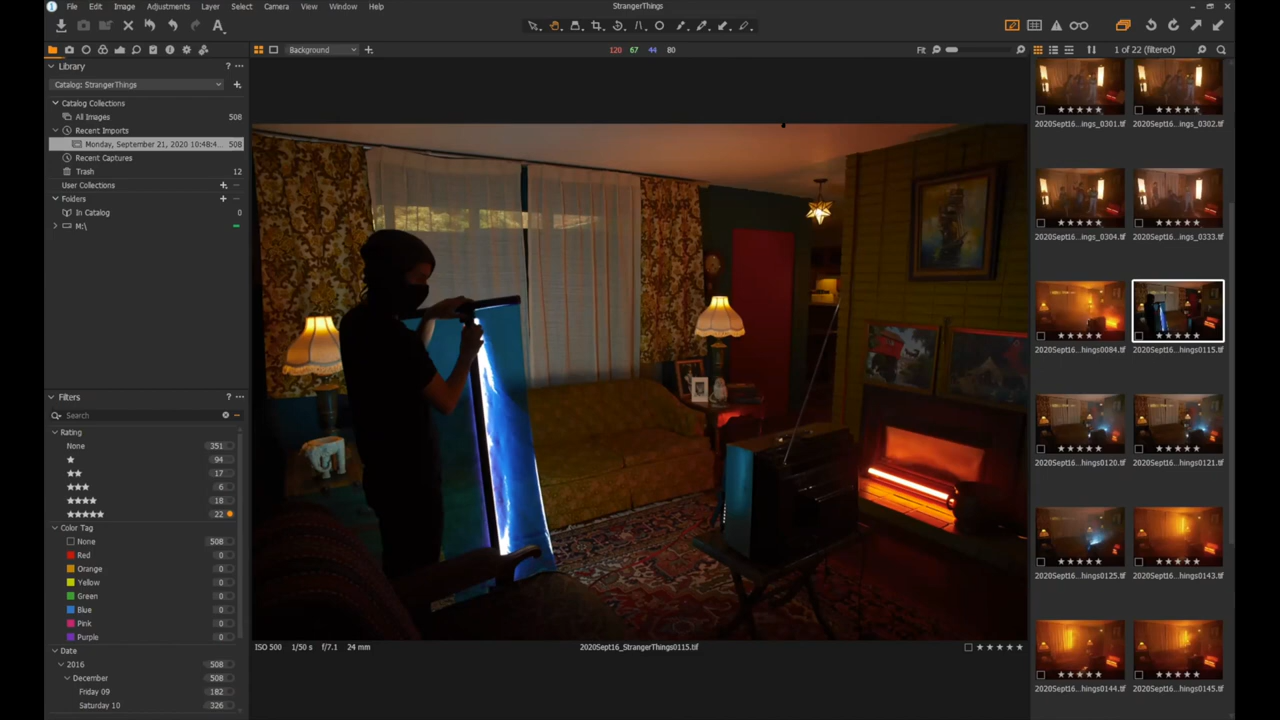 File Edit Image Adjustments Layer Select Camera View Window Help
StrangerThings
Background
120 67 44 80
Fit
1 of 22 (filtered)
Library
? ...
Catalog: StrangerThings
Catalog Collections
All Images 508
Recent Imports
Monday, September 21, 2020 10:48:4... 508
Recent Captures
Trash 12
User Collections
Folders
In Catalog 0
M:\
Filters
? ...
Search
Rating
None 351
★ 94
★★ 17
★★★ 6
★★★★ 18
★★★★★ 22
Color Tag
None 508
Red 0
Orange 0
Yellow 0
Green 0
Blue 0
Pink 0
Purple 0
Date
2016 508
December 508
Friday 09 182
Saturday 10 326
ISO 500 1/50 s f/7.1 24 mm
2020Sept16_StrangerThings0115.tif
2020Sept16...ings_0301.tif
2020Sept16...ings_0302.tif
2020Sept16...ings_0304.tif
2020Sept16...ings_0333.tif
2020Sept16...hings0084.tif
2020Sept16...hings0115.tif
2020Sept16...hings0120.tif
2020Sept16...hings0121.tif
2020Sept16...hings0125.tif
2020Sept16...hings0143.tif
2020Sept16...hings0144.tif
2020Sept16...hings0145.tif